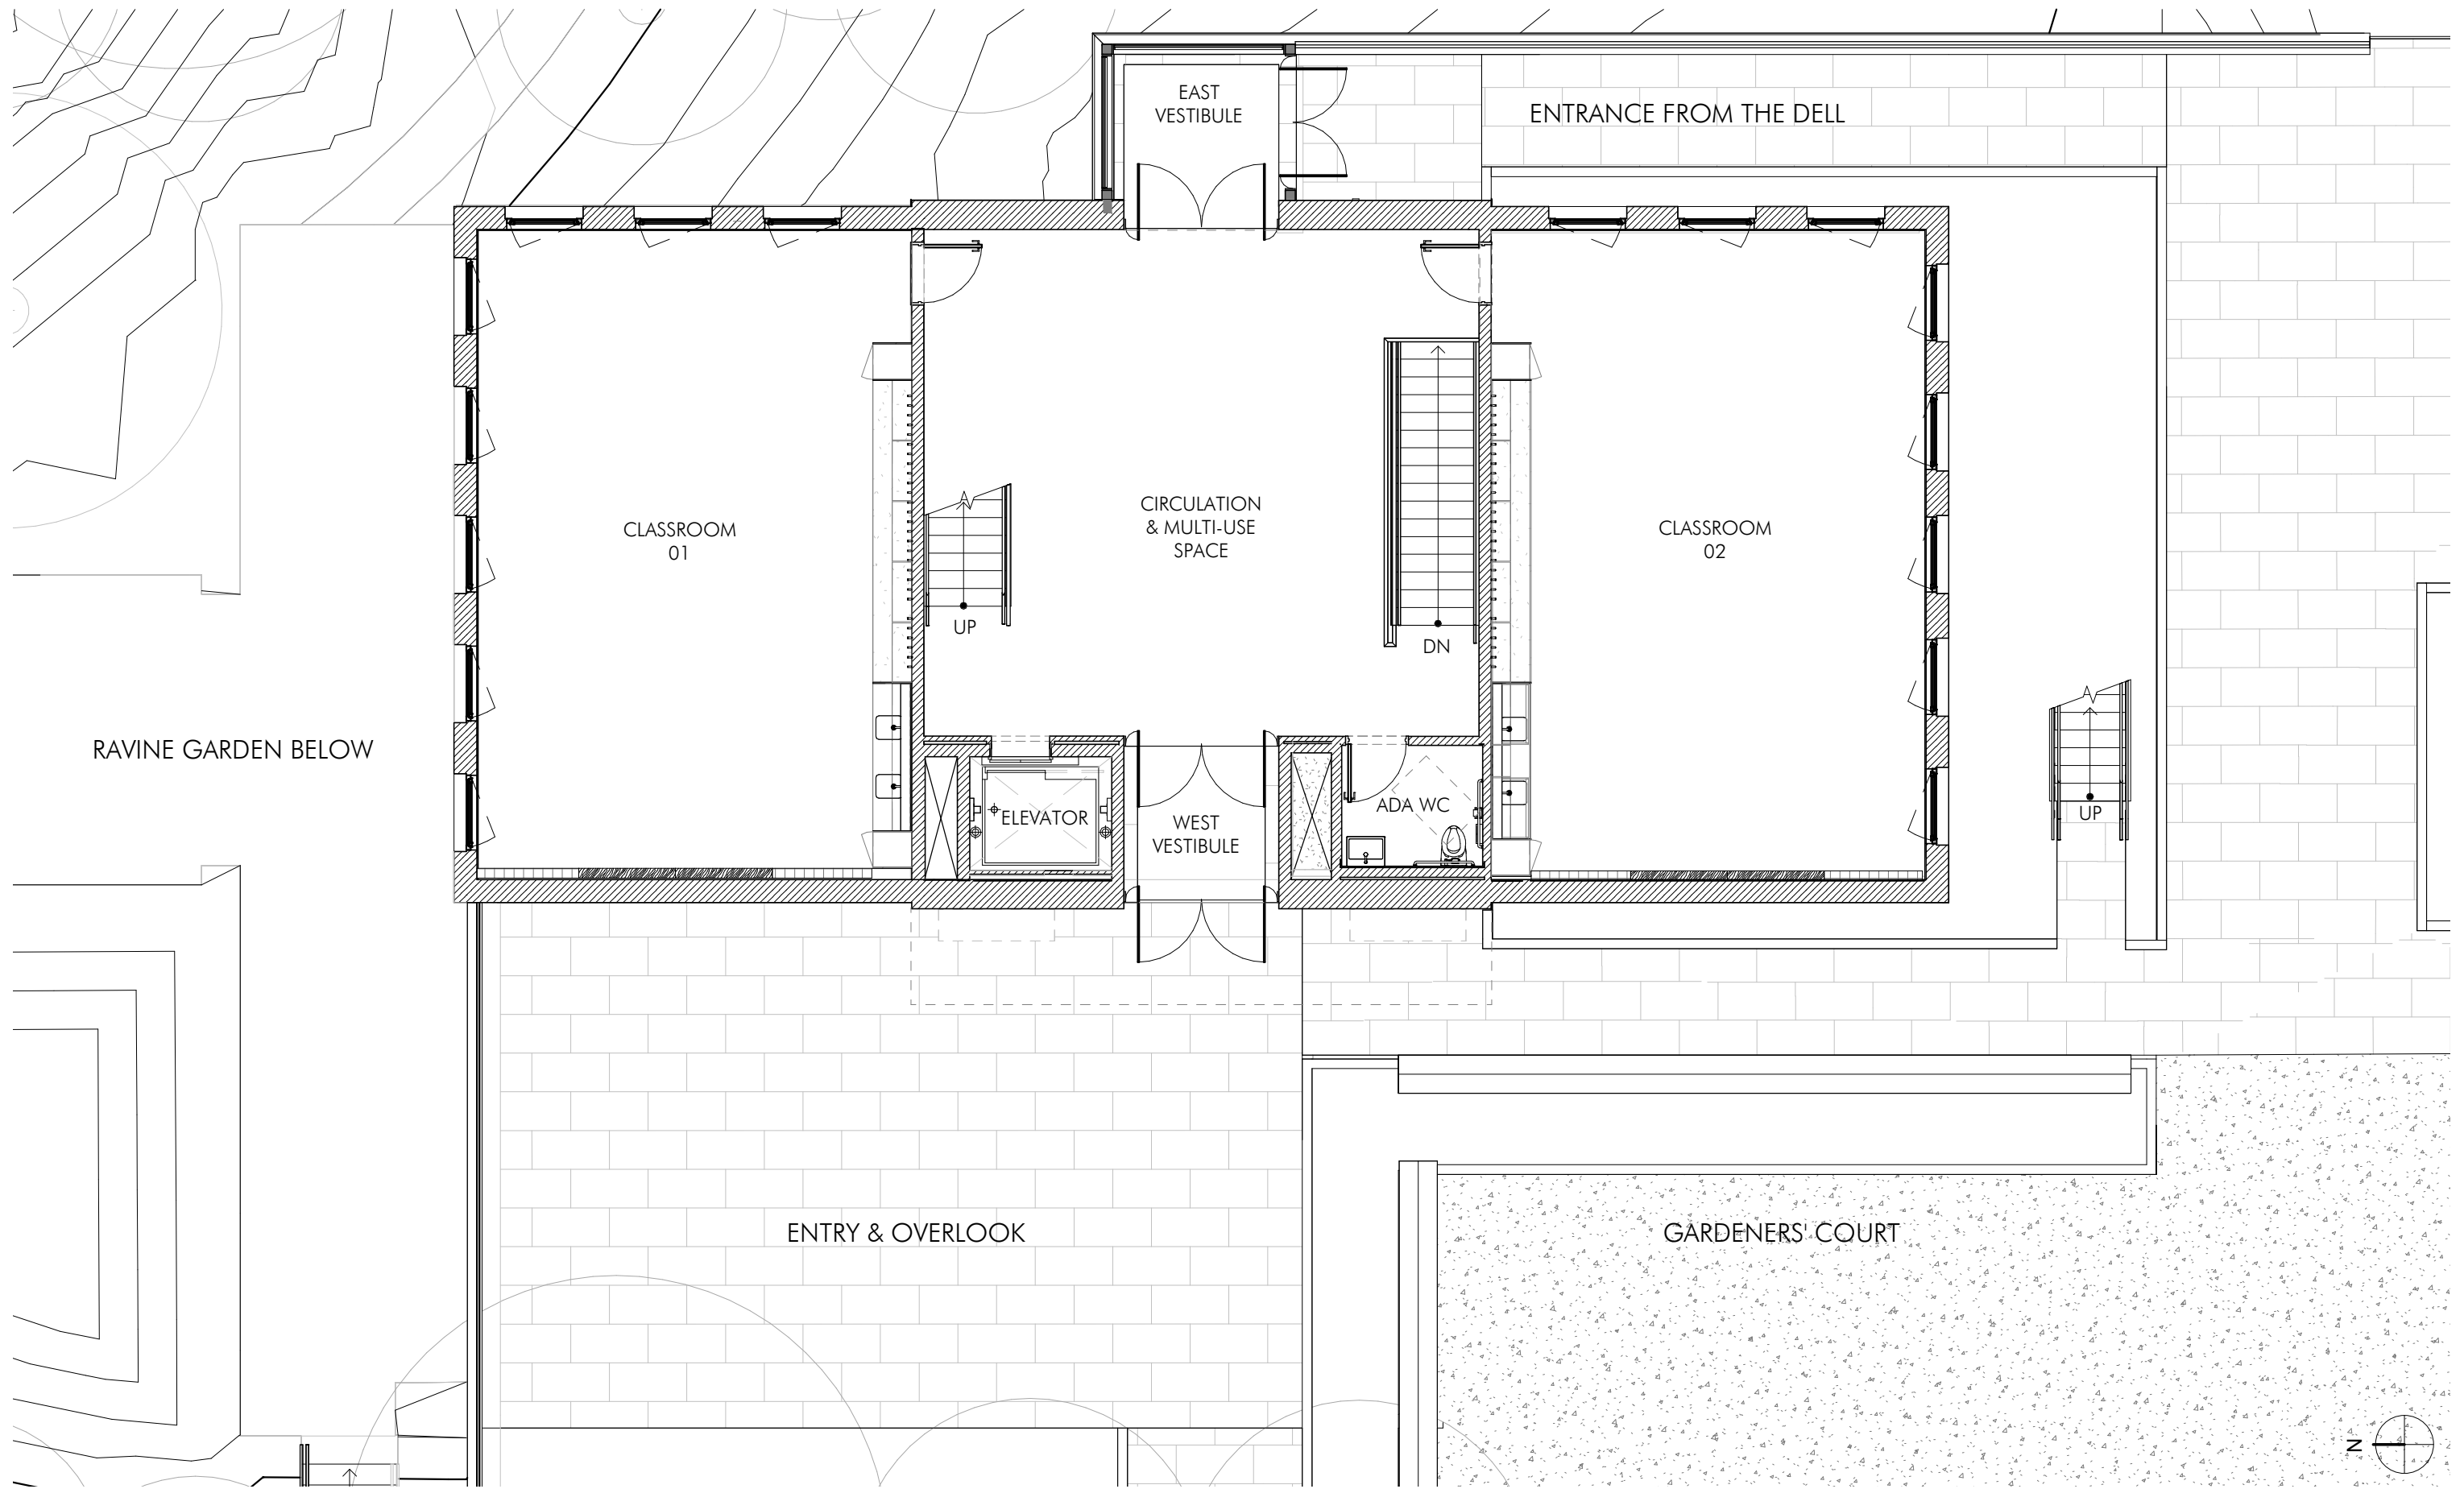 EAST
VESTIBULE
ENTRANCE FROM THE DELL
CLASSROOM
01
CIRCULATION
& MULTI-USE
SPACE
CLASSROOM
02
UP
DN
RAVINE GARDEN BELOW
ELEVATOR
WEST
VESTIBULE
ADA WC
UP
ENTRY & OVERLOOK
GARDENERS' COURT
N